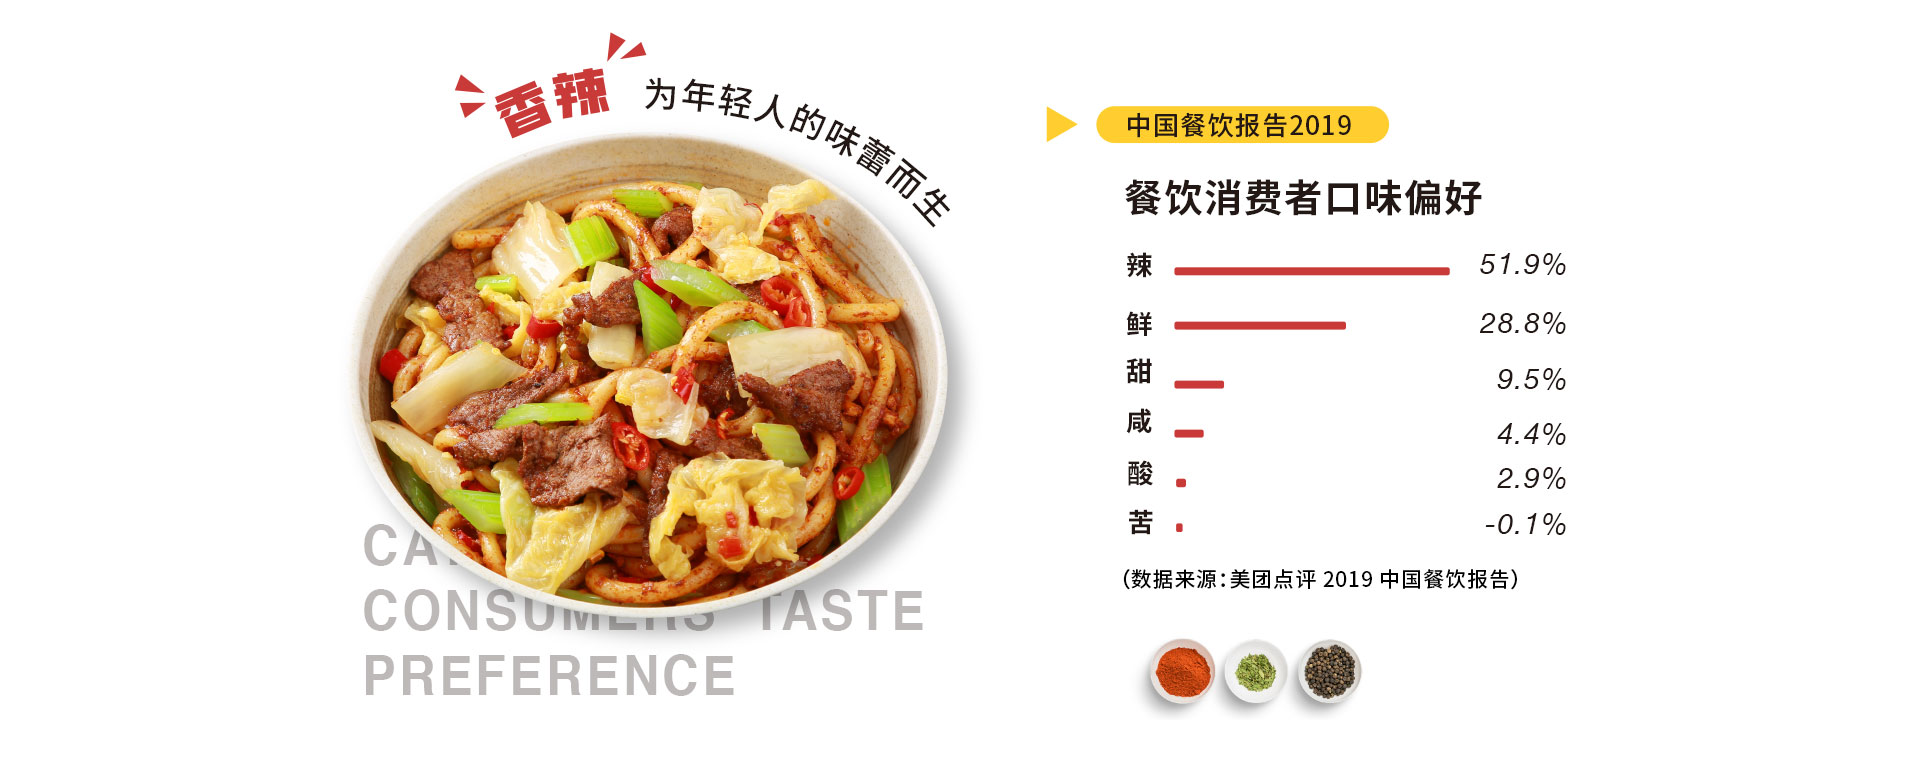 香辣 为年轻人的味蕾而生
中国餐饮报告2019
餐饮消费者口味偏好
辣 51.9%
鲜 28.8%
甜 9.5%
咸 4.4%
酸 2.9%
苦 -0.1%
（数据来源：美团点评 2019 中国餐饮报告）
CONSUMERS TASTE
PREFERENCE